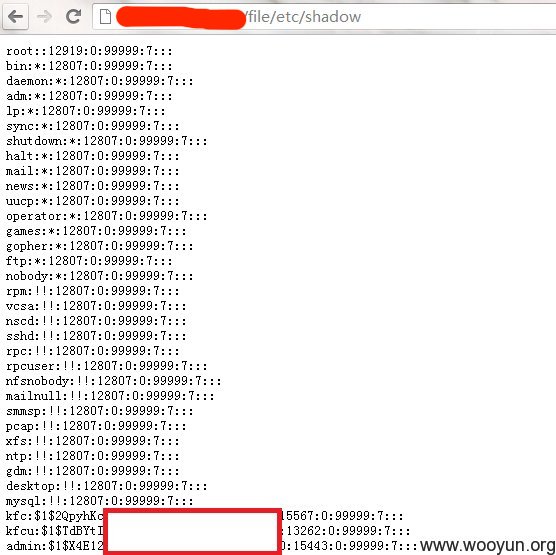 /file/etc/shadow
root::12919:0:99999:7:::
bin:*:12807:0:99999:7:::
daemon:*:12807:0:99999:7:::
adm:*:12807:0:99999:7:::
lp:*:12807:0:99999:7:::
sync:*:12807:0:99999:7:::
shutdown:*:12807:0:99999:7:::
halt:*:12807:0:99999:7:::
mail:*:12807:0:99999:7:::
news:*:12807:0:99999:7:::
uucp:*:12807:0:99999:7:::
operator:*:12807:0:99999:7:::
games:*:12807:0:99999:7:::
gopher:*:12807:0:99999:7:::
ftp:*:12807:0:99999:7:::
nobody:*:12807:0:99999:7:::
rpm:!!:12807:0:99999:7:::
vcsa:!!:12807:0:99999:7:::
nscd:!!:12807:0:99999:7:::
sshd:!!:12807:0:99999:7:::
rpc:!!:12807:0:99999:7:::
rpcuser:!!:12807:0:99999:7:::
nfsnobody:!!:12807:0:99999:7:::
mailnull:!!:12807:0:99999:7:::
smmsp:!!:12807:0:99999:7:::
pcap:!!:12807:0:99999:7:::
xfs:!!:12807:0:99999:7:::
ntp:!!:12807:0:99999:7:::
gdm:!!:12807:0:99999:7:::
desktop:!!:12807:0:99999:7:::
mysql:!!:12807:0:99999:7:::
kfc:$1$2QpyhKc 15567:0:99999:7:::
kfcu:$1$TdBYtI :13262:0:99999:7:::
admin:$1$X4E12 0:15443:0:99999:7:::
www.wooyun.org